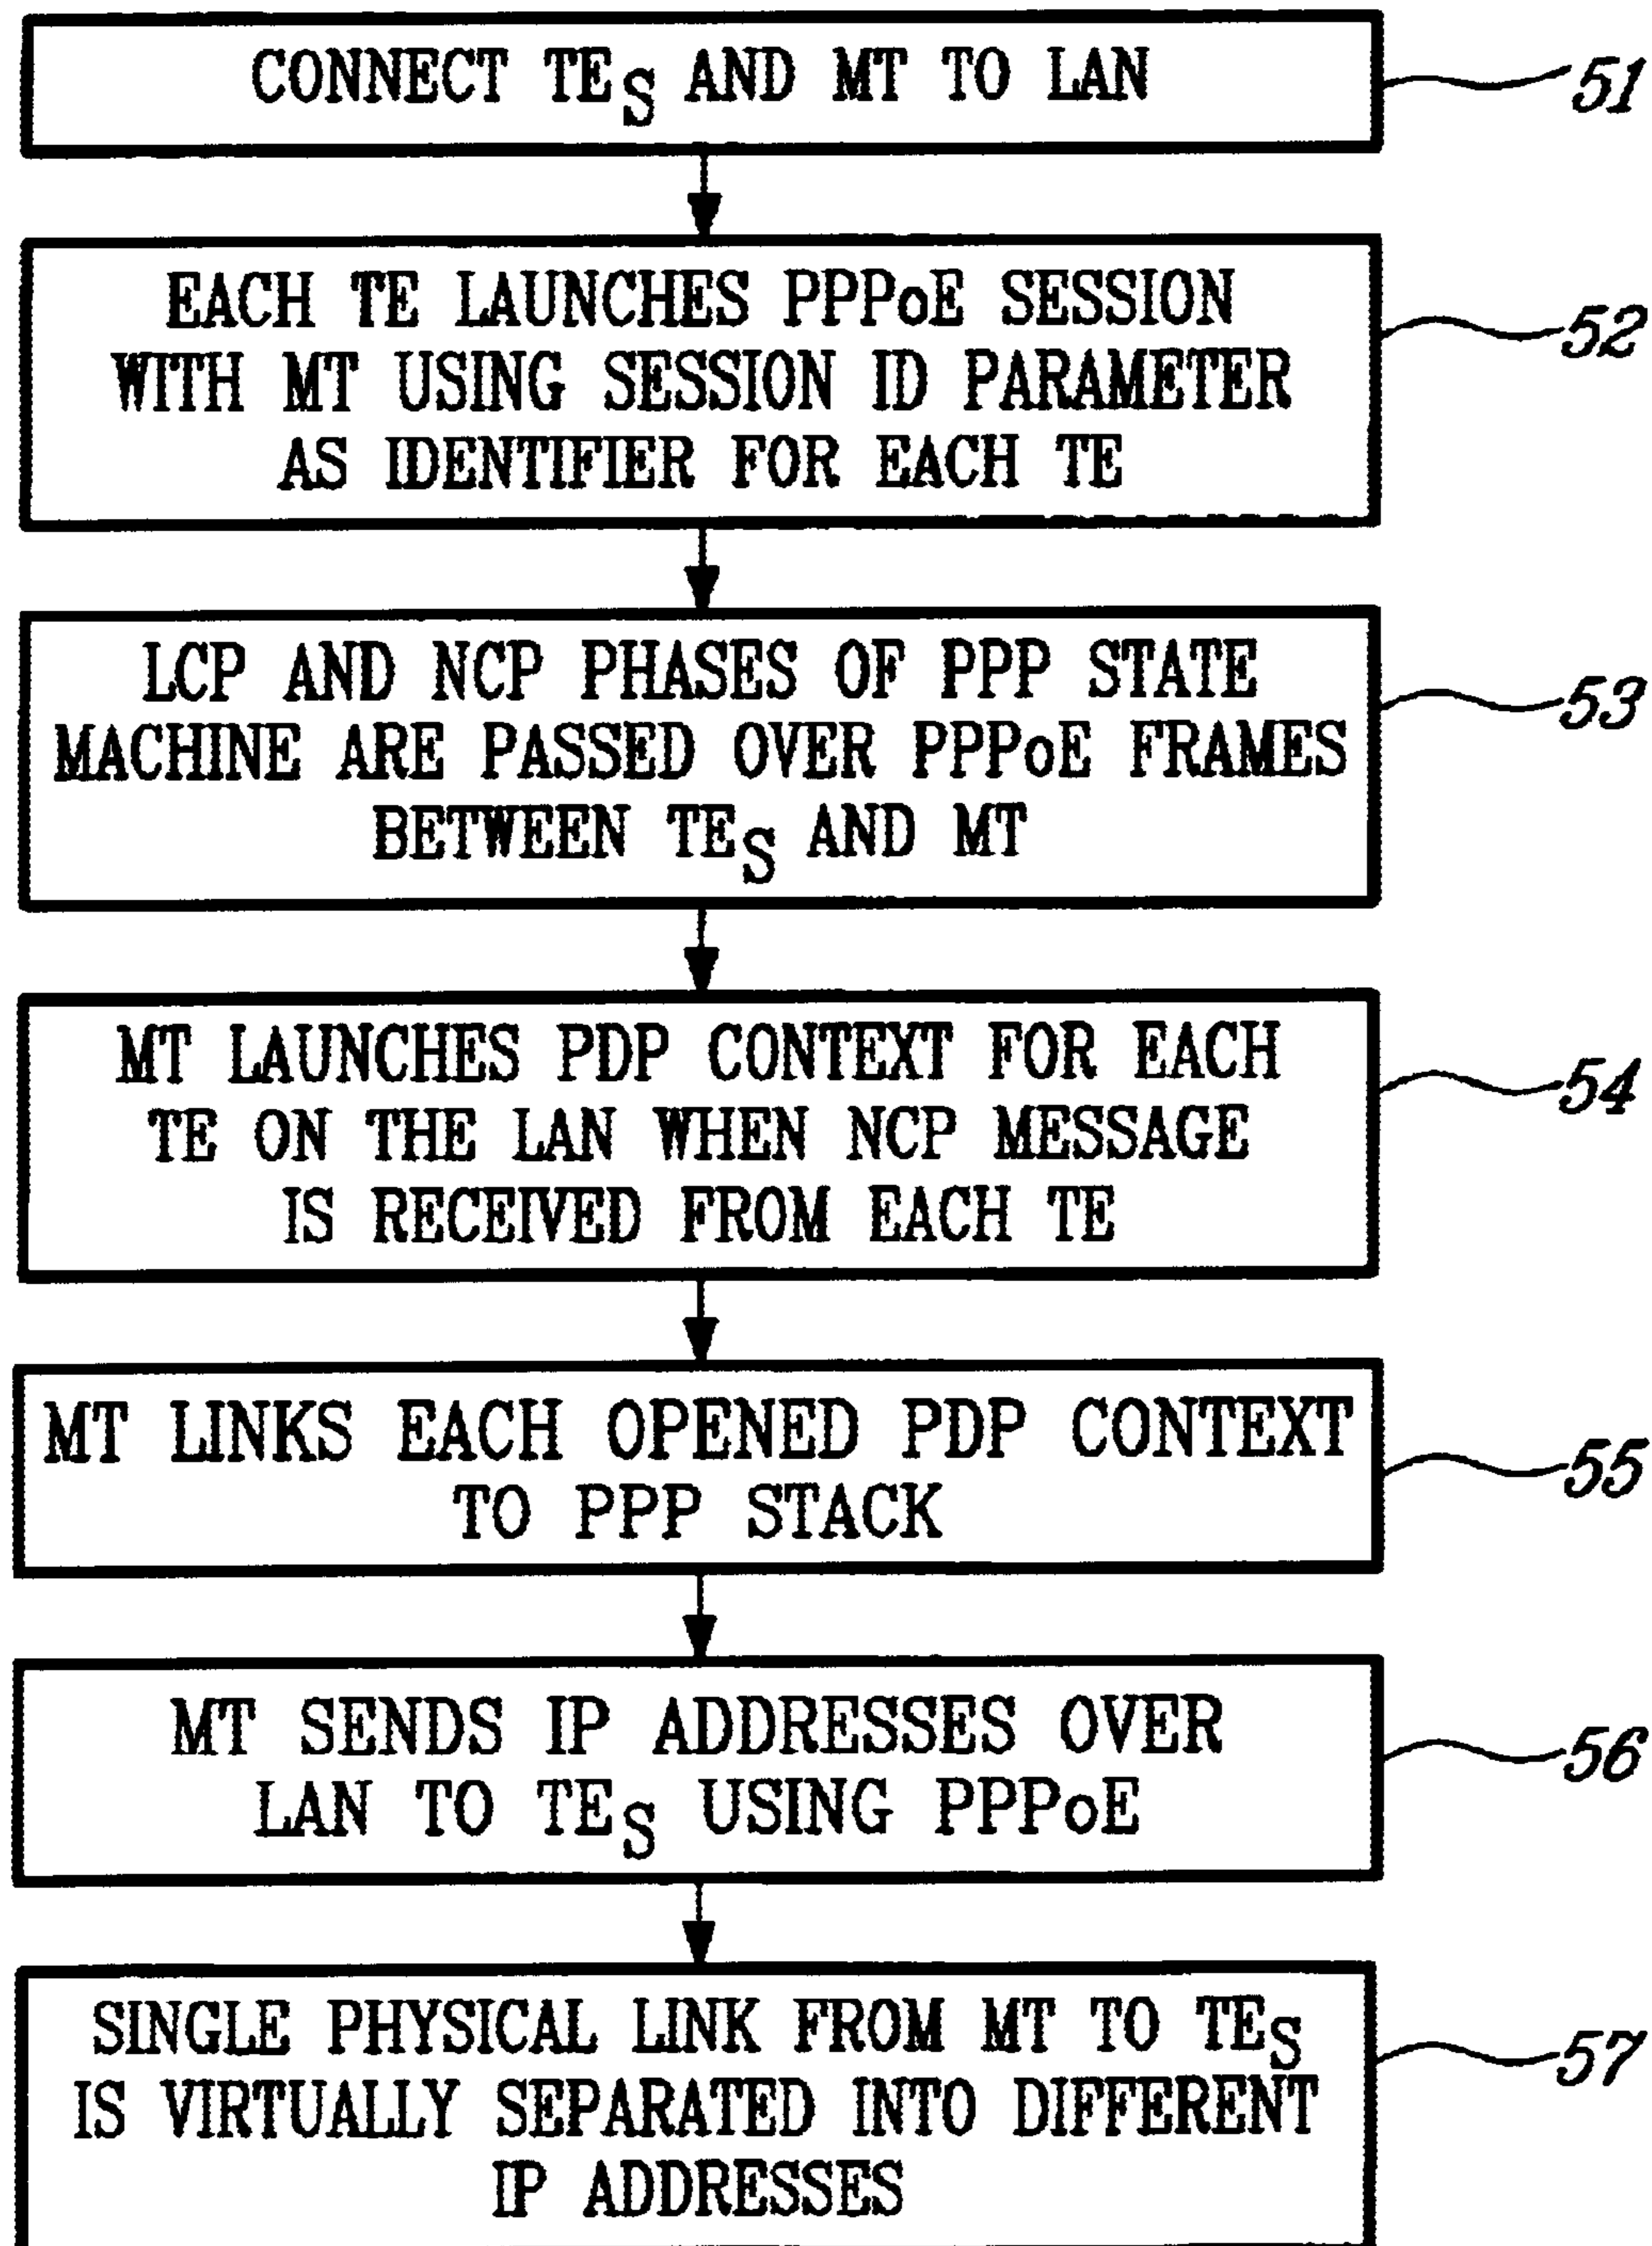 CONNECT TES AND MT TO LAN
51
EACH TE LAUNCHES PPPoE SESSION
WITH MT USING SESSION ID PARAMETER
AS IDENTIFIER FOR EACH TE
52
LCP AND NCP PHASES OF PPP STATE
MACHINE ARE PASSED OVER PPPoE FRAMES
BETWEEN TES AND MT
53
MT LAUNCHES PDP CONTEXT FOR EACH
TE ON THE LAN WHEN NCP MESSAGE
IS RECEIVED FROM EACH TE
54
MT LINKS EACH OPENED PDP CONTEXT
TO PPP STACK
55
MT SENDS IP ADDRESSES OVER
LAN TO TES USING PPPoE
56
SINGLE PHYSICAL LINK FROM MT TO TES
IS VIRTUALLY SEPARATED INTO DIFFERENT
IP ADDRESSES
57